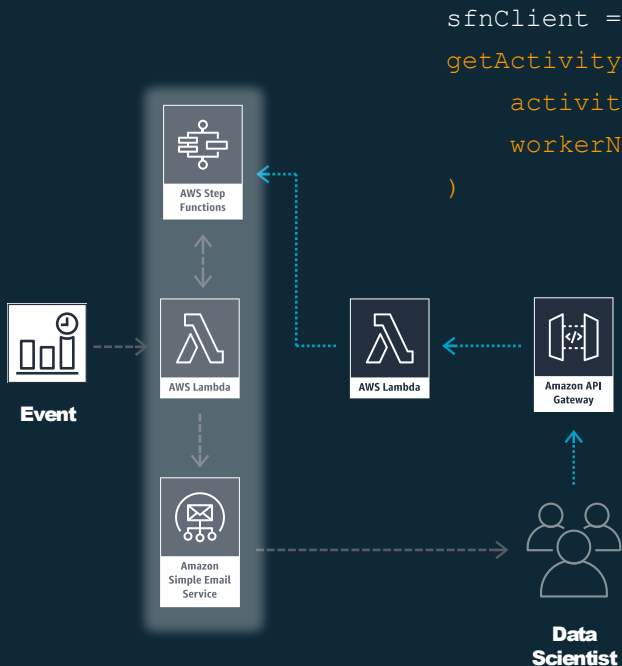 sfnClient =
getActivity
activit
workerN
)
AWS Step
Functions
AWS Lambda
AWS Lambda
Amazon API
Gateway
Event
Amazon
Simple Email
Service
Data
Scientist